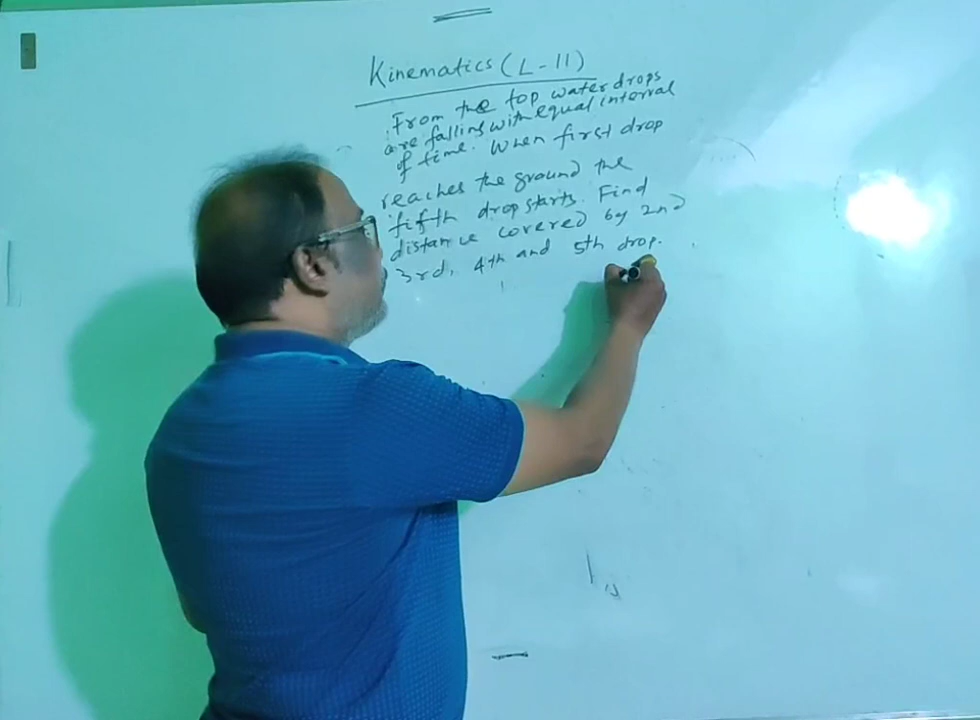 Kinematics (L-11)
From the top water drops
are falling with equal interval
of time. When first drop
reaches the ground the
fifth drop starts. Find
distance covered by 2nd
3rd, 4th and 5th drop.